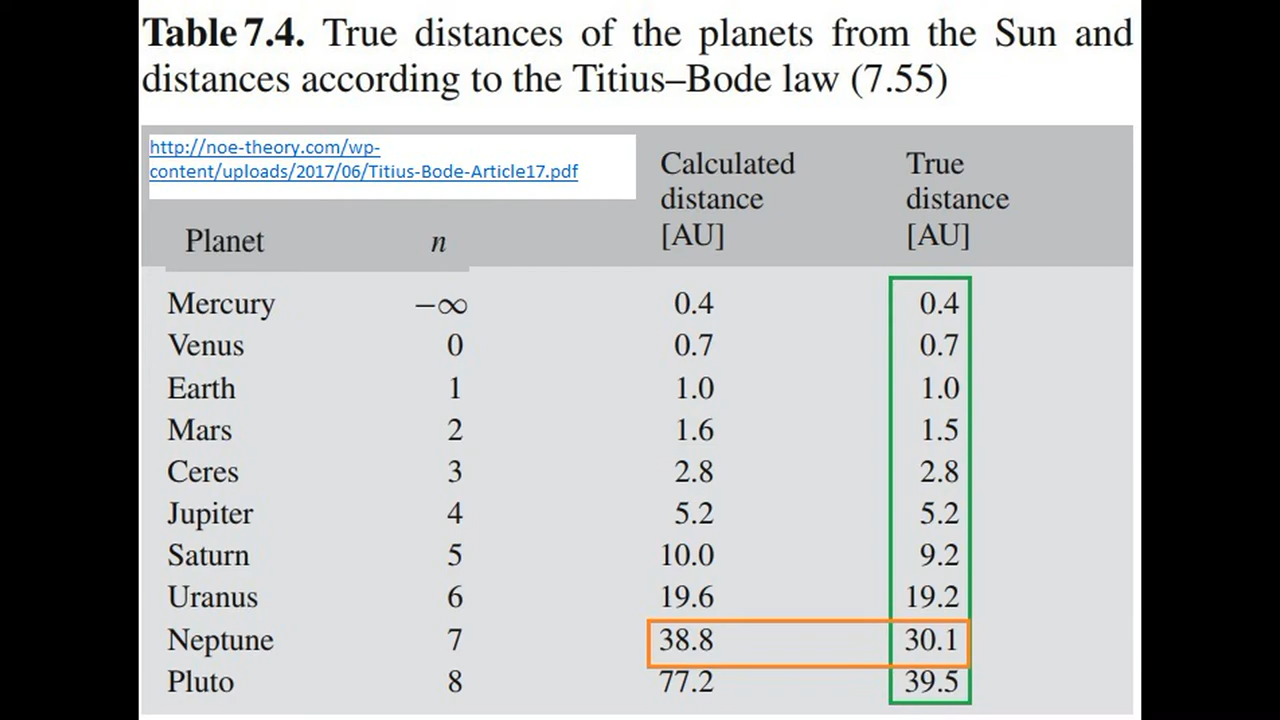 Table 7.4. True distances of the planets from the Sun and
distances according to the Titius–Bode law (7.55)
http://noe-theory.com/wp-
content/uploads/2017/06/Titius-Bode-Article17.pdf
Calculated True
distance distance
Planet n [AU] [AU]
Mercury −∞ 0.4 0.4
Venus 0 0.7 0.7
Earth 1 1.0 1.0
Mars 2 1.6 1.5
Ceres 3 2.8 2.8
Jupiter 4 5.2 5.2
Saturn 5 10.0 9.2
Uranus 6 19.6 19.2
Neptune 7 38.8 30.1
Pluto 8 77.2 39.5